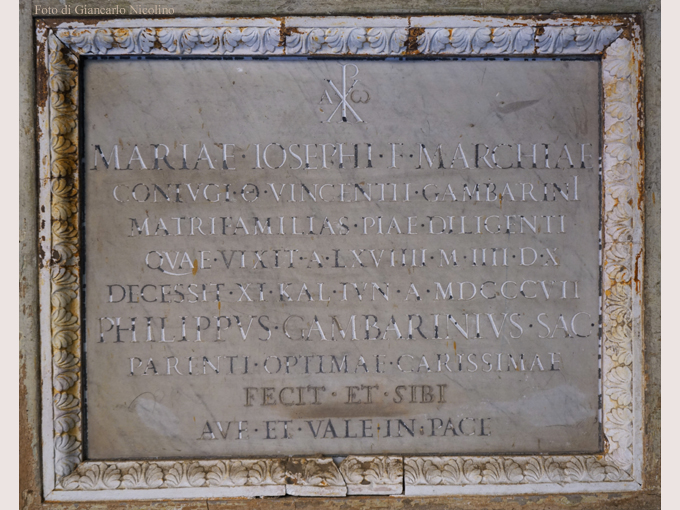 Foto di Giancarlo Nicolino
A ω
MARIAE · IOSEPHI · F · MARCHIAE
CONIVGI · Θ · VINCENTII · GAMBARINI
MATRIFAMILIAS · PIAE · DILIGENTI
QVAE · VIXIT · A · LXVIIII · M · IIII · D · X
DECESSIT · XI · KAL · IVN · A · MDCCCVII
PHILIPPVS · GAMBARINIVS · SAC ·
PARENTI · OPTIMAE · CARISSIMAE
FECIT · ET · SIBI
AVE · ET · VALE · IN · PACE